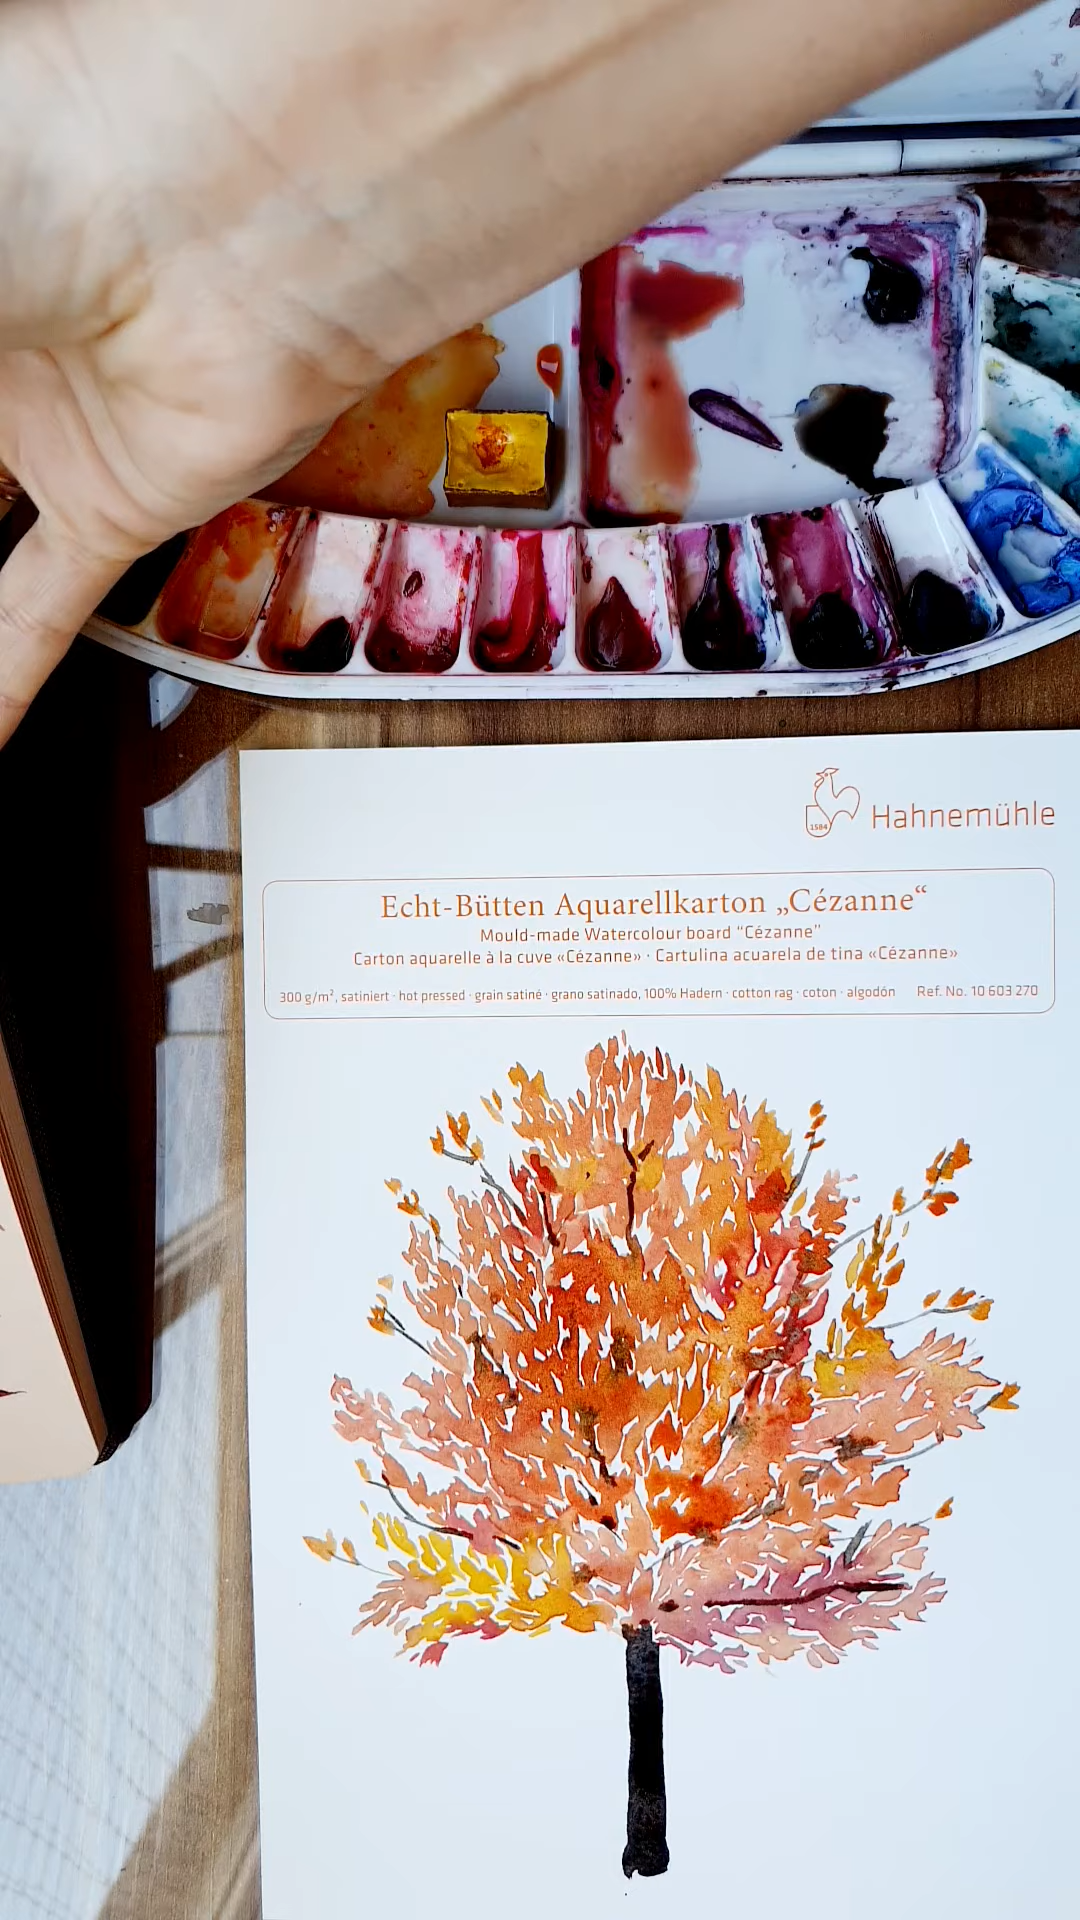 1584
Hahnemühle
Echt-Bütten Aquarellkarton „Cézanne“
Mould-made Watercolour board “Cézanne”
Carton aquarelle à la cuve «Cézanne» · Cartulina acuarela de tina «Cézanne»
300 g/m², satiniert · hot pressed · grain satiné · grano satinado, 100% Hadern · cotton rag · coton · algodón Ref. No. 10 603 270